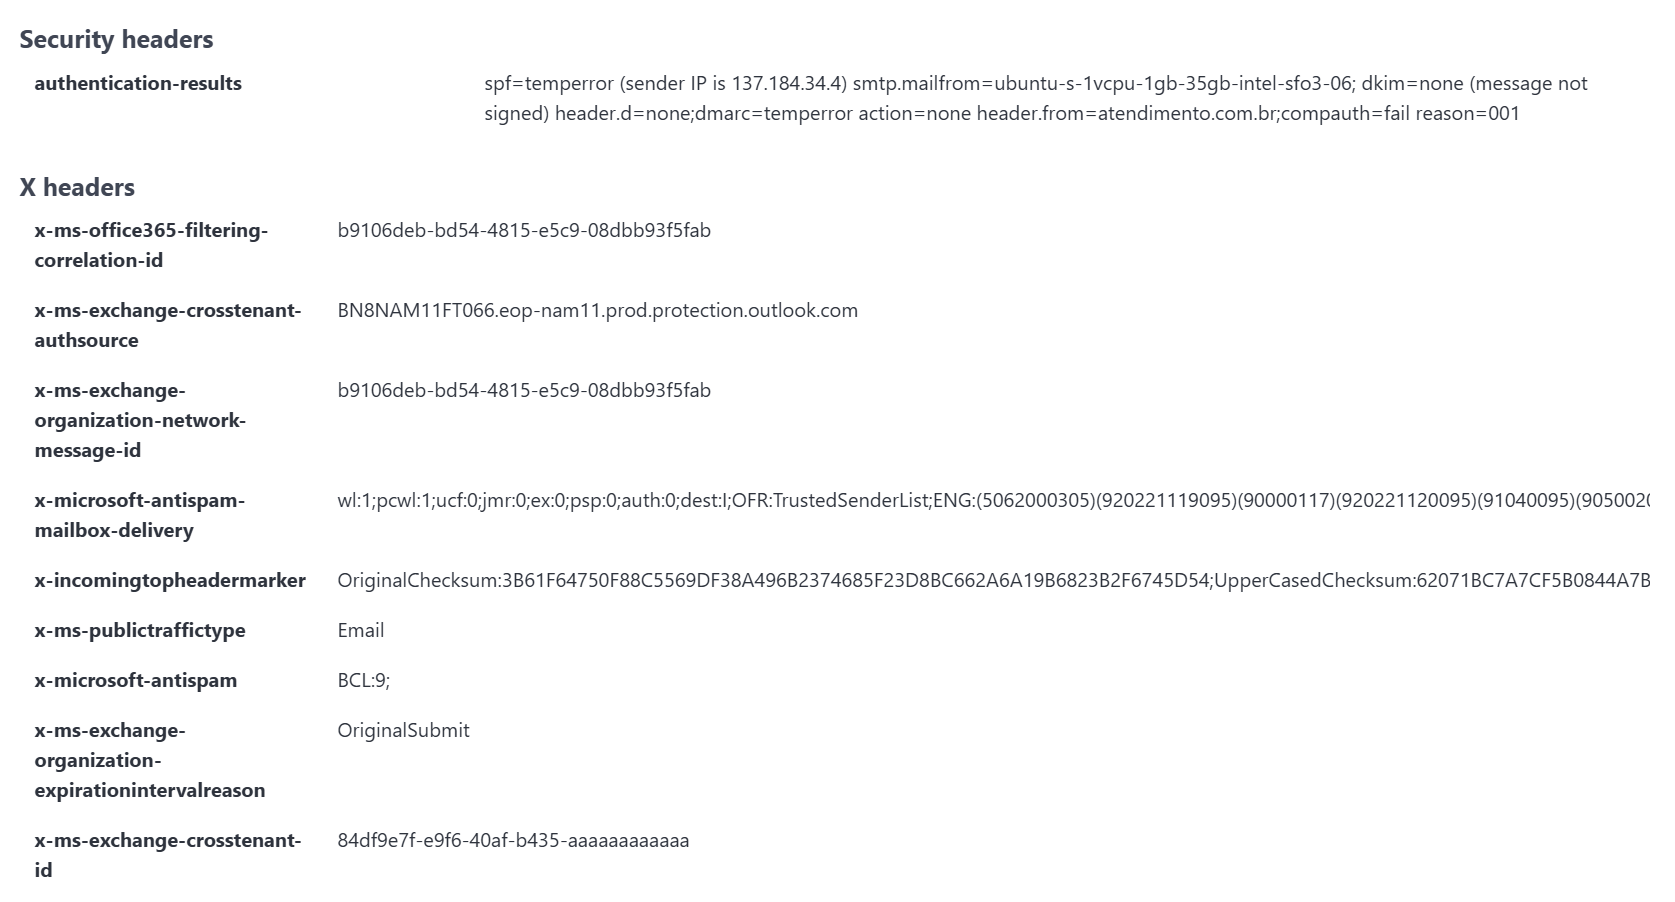 Security headers
authentication-results
spf=temperror (sender IP is 137.184.34.4) smtp.mailfrom=ubuntu-s-1vcpu-1gb-35gb-intel-sfo3-06; dkim=none (message not
signed) header.d=none;dmarc=temperror action=none header.from=atendimento.com.br;compauth=fail reason=001
X headers
x-ms-office365-filtering-
correlation-id
b9106deb-bd54-4815-e5c9-08dbb93f5fab
x-ms-exchange-crosstenant-
authsource
BN8NAM11FT066.eop-nam11.prod.protection.outlook.com
x-ms-exchange-
organization-network-
message-id
b9106deb-bd54-4815-e5c9-08dbb93f5fab
x-microsoft-antispam-
mailbox-delivery
wl:1;pcwl:1;ucf:0;jmr:0;ex:0;psp:0;auth:0;dest:I;OFR:TrustedSenderList;ENG:(5062000305)(920221119095)(90000117)(920221120095)(91040095)(9050020
x-incomingtopheadermarker
OriginalChecksum:3B61F64750F88C5569DF38A496B2374685F23D8BC662A6A19B6823B2F6745D54;UpperCasedChecksum:62071BC7A7CF5B0844A7B
x-ms-publictraffictype
Email
x-microsoft-antispam
BCL:9;
x-ms-exchange-
organization-
expirationintervalreason
OriginalSubmit
x-ms-exchange-crosstenant-
id
84df9e7f-e9f6-40af-b435-aaaaaaaaaaaa